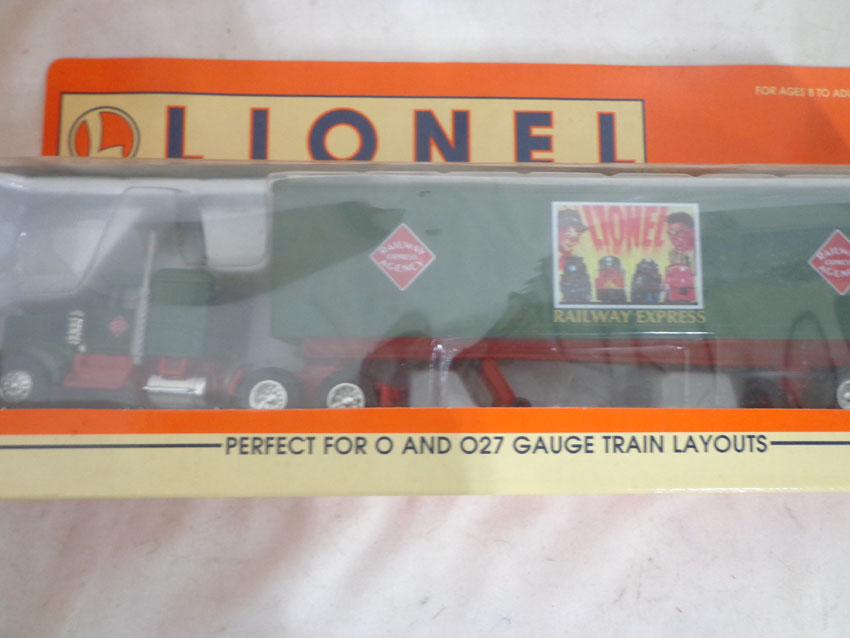 FOR AGES 8 TO
L LIONEL
RAILWAY
EXPRESS
AGENCY
LIONEL
RAILWAY EXPRESS
RAILWAY
EXPRESS
AGENCY
PERFECT FOR O AND O27 GAUGE TRAIN LAYOUTS